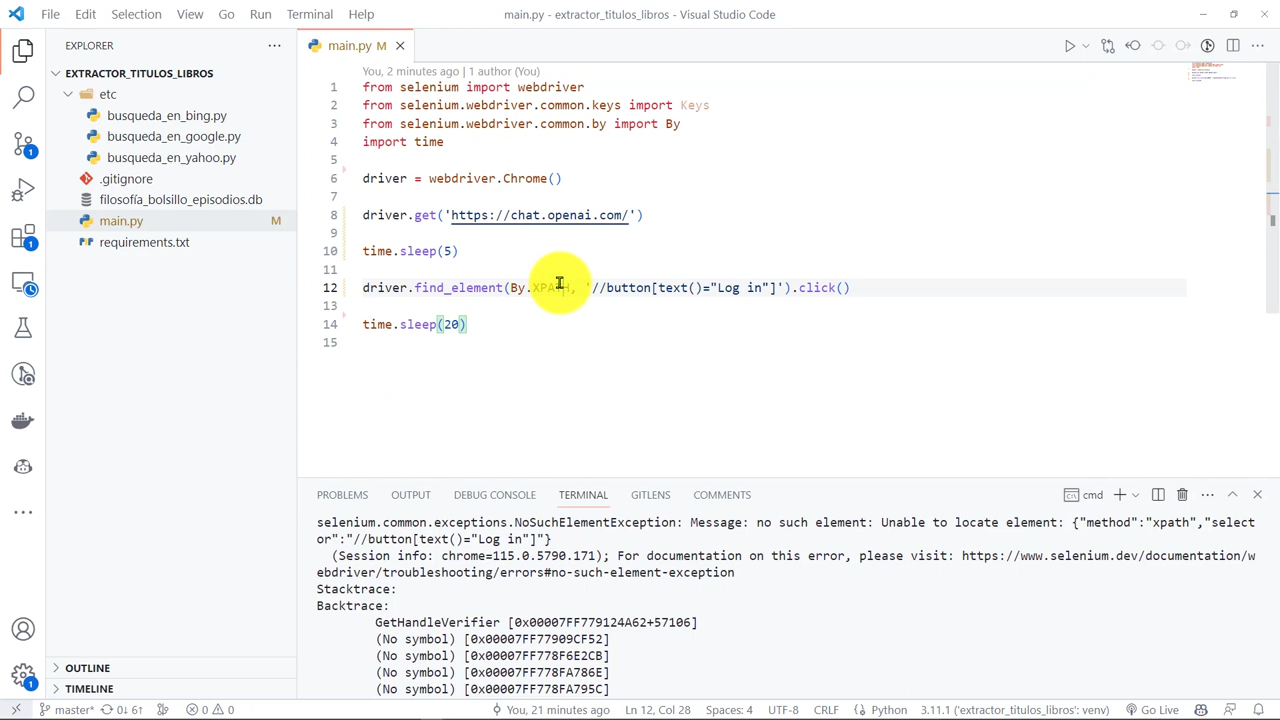 File Edit Selection View Go Run Terminal Help
main.py - extractor_titulos_libros - Visual Studio Code
EXPLORER
EXTRACTOR_TITULOS_LIBROS
etc
busqueda_en_bing.py
busqueda_en_google.py
busqueda_en_yahoo.py
.gitignore
filosofía_bolsillo_episodios.db
main.py M
requirements.txt
OUTLINE
TIMELINE
1
1
1
main.py M
You, 2 minutes ago | 1 author (You)
1 from selenium import webdriver
2 from selenium.webdriver.common.keys import Keys
3 from selenium.webdriver.common.by import By
4 import time
5
6 driver = webdriver.Chrome()
7
8 driver.get('https://chat.openai.com/')
9
10 time.sleep(5)
11
12 driver.find_element(By.XPATH, '//button[text()="Log in"]').click()
13
14 time.sleep(20)
15
PROBLEMS OUTPUT DEBUG CONSOLE TERMINAL GITLENS COMMENTS
cmd
selenium.common.exceptions.NoSuchElementException: Message: no such element: Unable to locate element: {"method":"xpath","select
or":"//button[text()="Log in"]"}
(Session info: chrome=115.0.5790.171); For documentation on this error, please visit: https://www.selenium.dev/documentation/w
ebdriver/troubleshooting/errors#no-such-element-exception
Stacktrace:
Backtrace:
GetHandleVerifier [0x00007FF779124A62+57106]
(No symbol) [0x00007FF77909CF52]
(No symbol) [0x00007FF778F6E2CB]
(No symbol) [0x00007FF778FA786E]
(No symbol) [0x00007FF778FA795C]
master* 0↓ 6↑ 0 0 You, 21 minutes ago Ln 12, Col 28 Spaces: 4 UTF-8 CRLF Python 3.11.1 ('extractor_titulos_libros': venv) Go Live